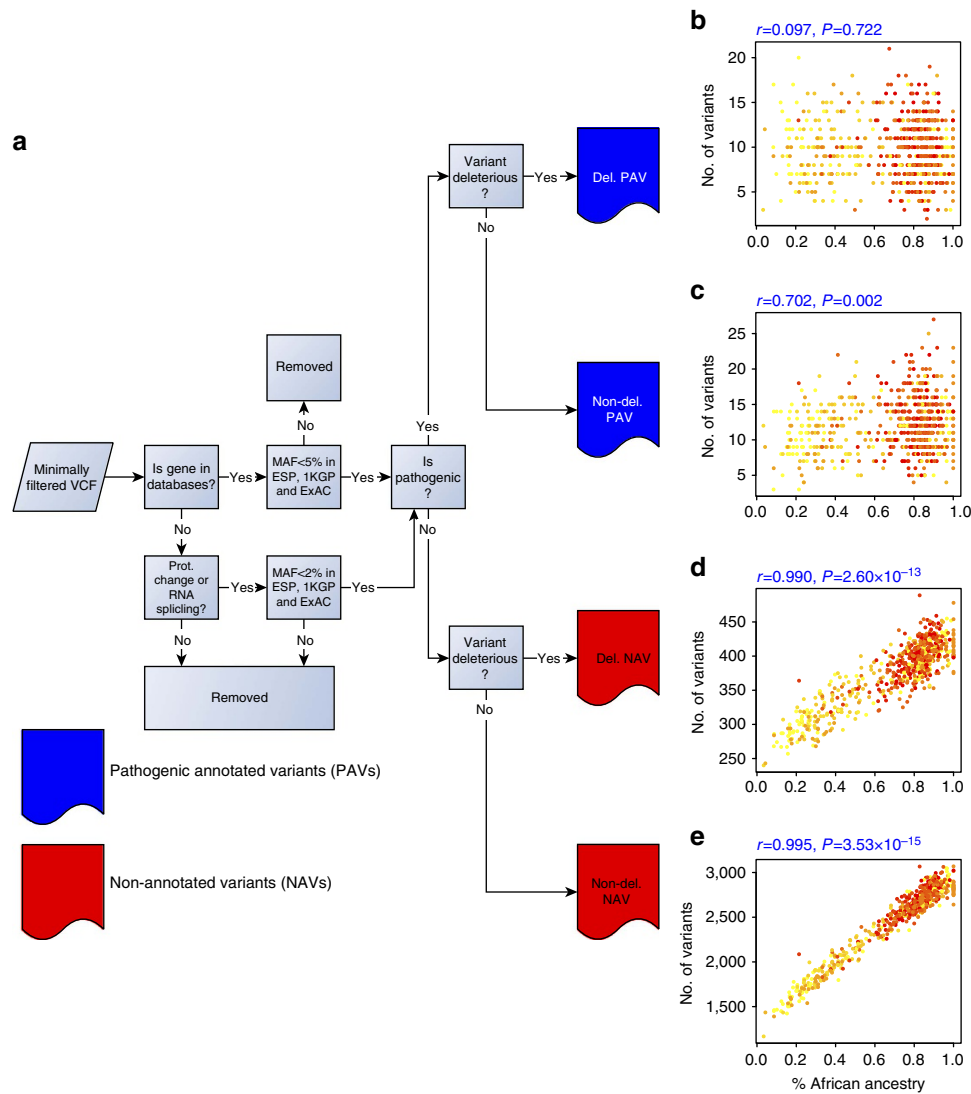 a
Minimally
filtered VCF
Is gene in
databases?
Yes
No
MAF<5% in
ESP, 1KGP
and ExAC
No
Removed
Yes
Prot.
change or
RNA
splicing?
Yes
No
MAF<2% in
ESP, 1KGP
and ExAC
Yes
No
Removed
Is
pathogenic
?
Yes
No
Variant
deleterious
?
Yes
No
Del. PAV
Non-del.
PAV
Variant
deleterious
?
Yes
No
Del. NAV
Non-del.
NAV
Pathogenic annotated variants (PAVs)
Non-annotated variants (NAVs)
b
r=0.097, P=0.722
No. of variants
20
15
10
5
0.0 0.2 0.4 0.6 0.8 1.0
c
r=0.702, P=0.002
No. of variants
25
20
15
10
5
0.0 0.2 0.4 0.6 0.8 1.0
d
r=0.990, P=2.60×10⁻¹³
No. of variants
450
400
350
300
250
0.0 0.2 0.4 0.6 0.8 1.0
e
r=0.995, P=3.53×10⁻¹⁵
No. of variants
3,000
2,500
2,000
1,500
0.0 0.2 0.4 0.6 0.8 1.0
% African ancestry